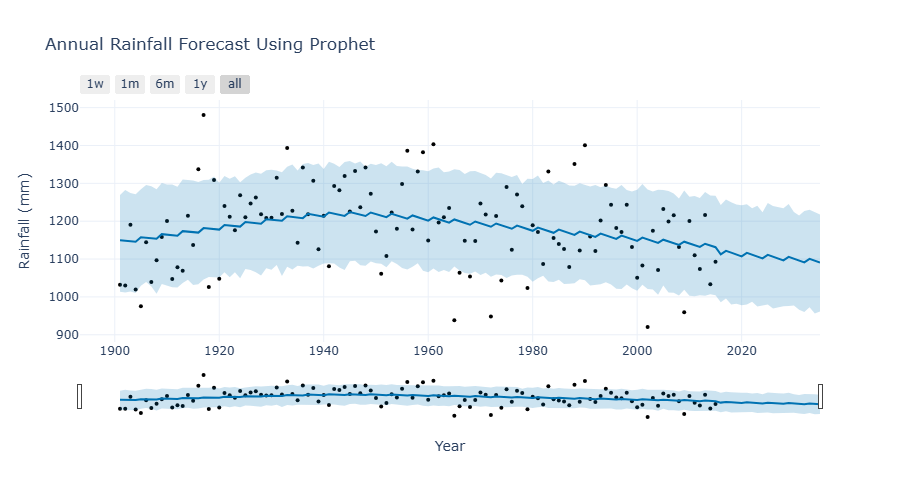 Annual Rainfall Forecast Using Prophet
1w 1m 6m 1y all
1500
1400
1300
1200
1100
1000
900
Rainfall (mm)
1900 1920 1940 1960 1980 2000 2020
Year